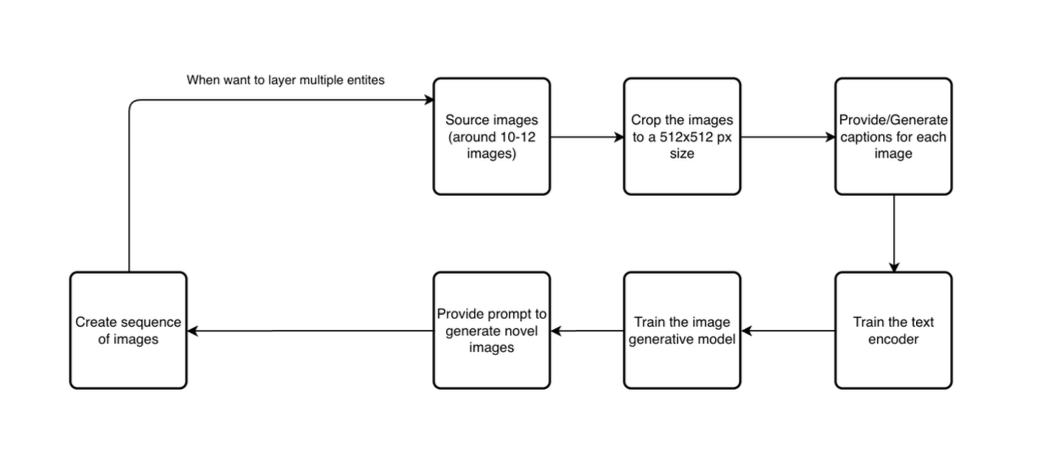 When want to layer multiple entites
Source images
(around 10-12
images)
Crop the images
to a 512x512 px
size
Provide/Generate
captions for each
image
Create sequence
of images
Provide prompt to
generate novel
images
Train the image
generative model
Train the text
encoder